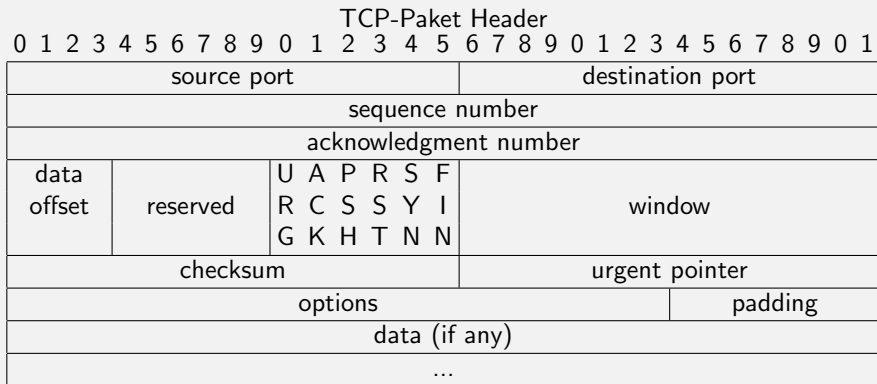 TCP-Paket Header
0 1 2 3 4 5 6 7 8 9 0 1 2 3 4 5 6 7 8 9 0 1 2 3 4 5 6 7 8 9 0 1
source port destination port
sequence number
acknowledgment number
data U A P R S F
offset reserved R C S S Y I window
G K H T N N
checksum urgent pointer
options padding
data (if any)
...